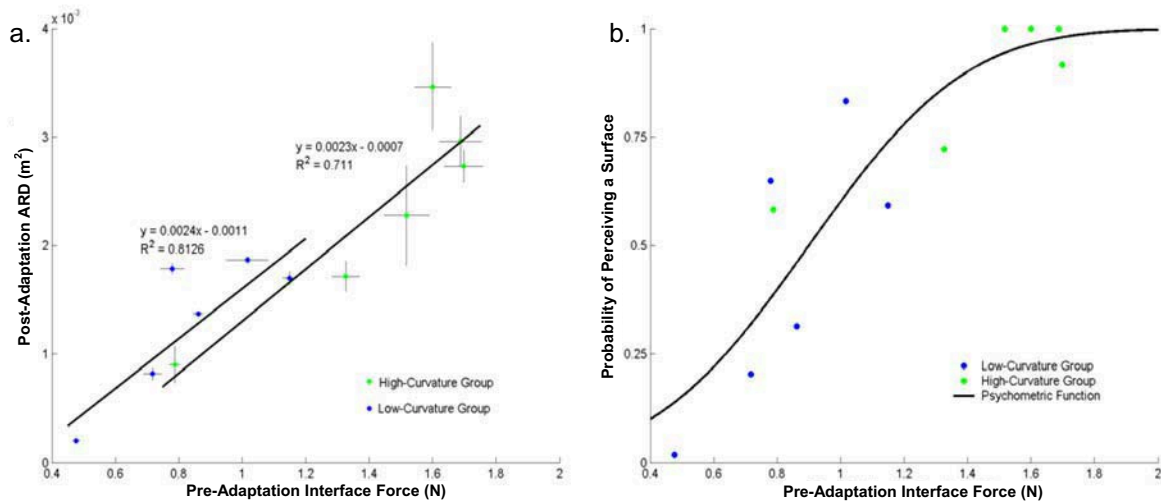 a.
x 10⁻³
4
3
2
1
0
Post-Adaptation ARD (m²)
y = 0.0023x - 0.0007
R² = 0.711
y = 0.0024x - 0.0011
R² = 0.8126
High-Curvature Group
Low-Curvature Group
0.4 0.6 0.8 1 1.2 1.4 1.6 1.8 2
Pre-Adaptation Interface Force (N)
b.
1
0.75
0.5
0.25
0
Probability of Perceiving a Surface
Low-Curvature Group
High-Curvature Group
Psychometric Function
0.4 0.6 0.8 1 1.2 1.4 1.6 1.8 2
Pre-Adaptation Interface Force (N)